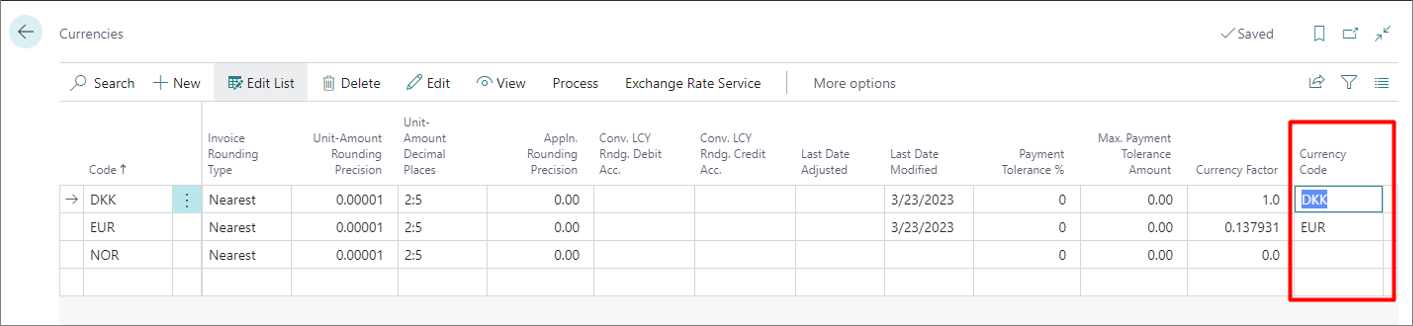 Currencies
Saved
Search
New
Edit List
Delete
Edit
View
Process
Exchange Rate Service
More options
Code ↑
Invoice
Rounding
Type
Unit-Amount
Rounding
Precision
Unit-
Amount
Decimal
Places
Appln.
Rounding
Precision
Conv. LCY
Rndg. Debit
Acc.
Conv. LCY
Rndg. Credit
Acc.
Last Date
Adjusted
Last Date
Modified
Payment
Tolerance %
Max. Payment
Tolerance
Amount
Currency Factor
Currency
Code
DKK Nearest 0.00001 2:5 0.00 3/23/2023 0 0.00 1.0 DKK
EUR Nearest 0.00001 2:5 0.00 3/23/2023 0 0.00 0.137931 EUR
NOR Nearest 0.00001 2:5 0.00 0 0.00 0.0